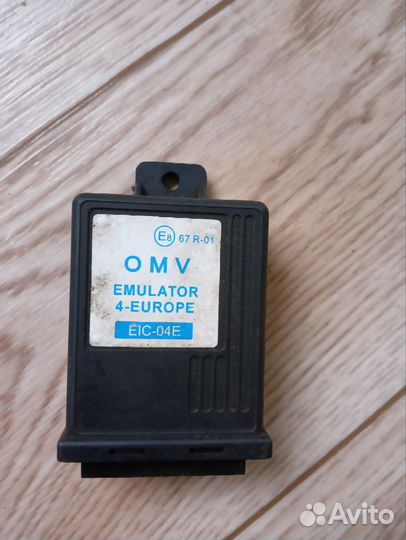 E8 67 R-01
OMV
EMULATOR
4-EUROPE
EIC-04E
Avito